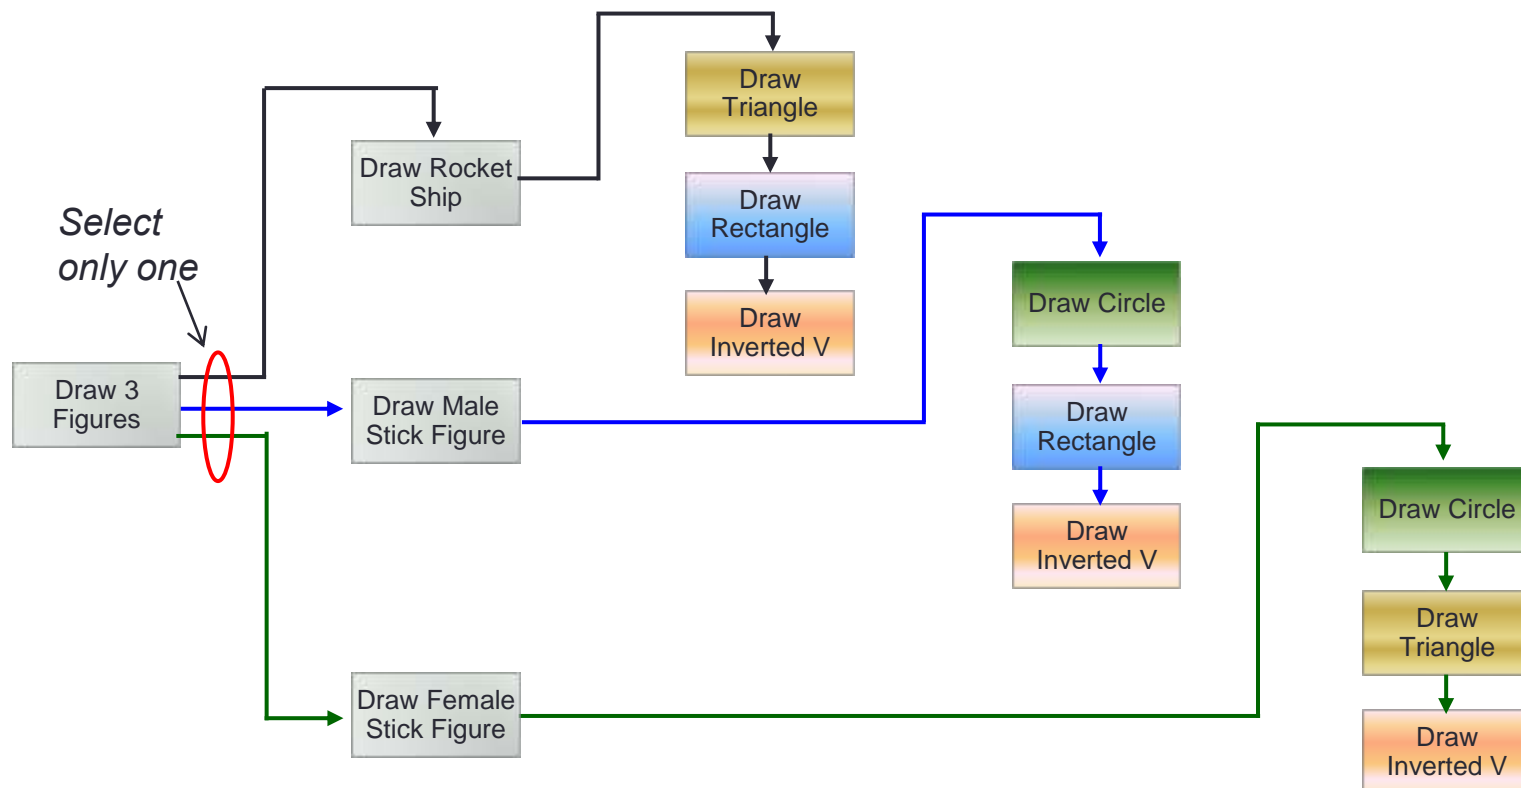 Select
only one
Draw 3
Figures
Draw Rocket
Ship
Draw
Triangle
Draw
Rectangle
Draw
Inverted V
Draw Male
Stick Figure
Draw Circle
Draw
Rectangle
Draw
Inverted V
Draw Female
Stick Figure
Draw Circle
Draw
Triangle
Draw
Inverted V